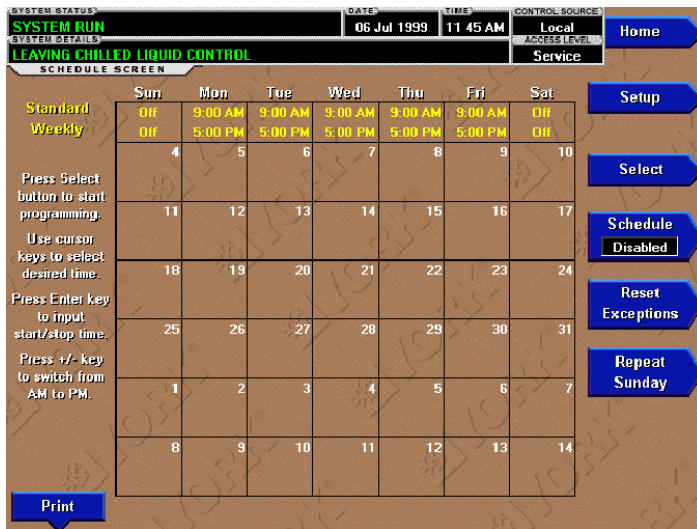 SYSTEM STATUS
SYSTEM RUN
DATE
06 Jul 1999
TIME
11 45 AM
CONTROL SOURCE
Local
SYSTEM DETAILS
LEAVING CHILLED LIQUID CONTROL
ACCESS LEVEL
Service
SCHEDULE SCREEN
Home
Setup
Select
Schedule
Disabled
Reset
Exceptions
Repeat
Sunday
Sun Mon Tue Wed Thu Fri Sat
Standard
Weekly
Off 9:00 AM 9:00 AM 9:00 AM 9:00 AM 9:00 AM Off
Off 5:00 PM 5:00 PM 5:00 PM 5:00 PM 5:00 PM Off
4 5 6 7 8 9 10
11 12 13 14 15 16 17
18 19 20 21 22 23 24
25 26 27 28 29 30 31
1 2 3 4 5 6 7
8 9 10 11 12 13 14
Press Select
button to start
programming.
Use cursor
keys to select
desired time.
Press Enter key
to input
start/stop time.
Press +/- key
to switch from
AM to PM.
Print
YORK